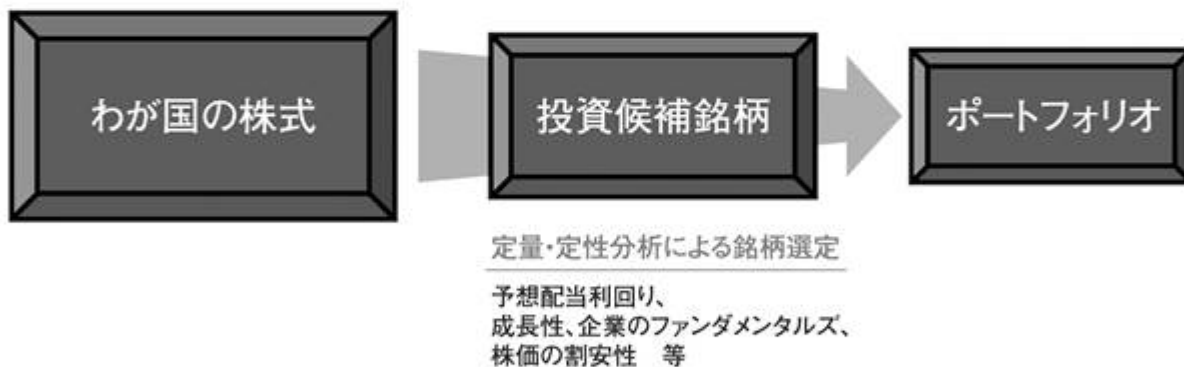 わが国の株式
投資候補銘柄
ポートフォリオ
定量・定性分析による銘柄選定
予想配当利回り、
成長性、企業のファンダメンタルズ、
株価の割安性　等